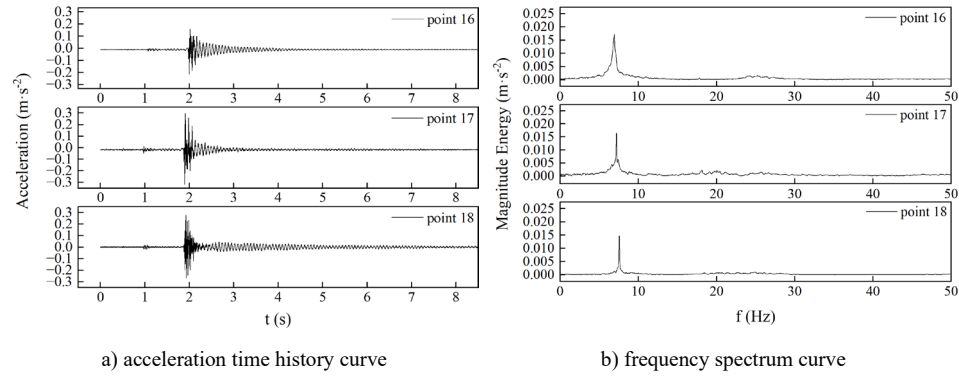 Acceleration (m·s-2)
0.3
0.2
0.1
0.0
−0.1
−0.2
−0.3
point 16
0 1 2 3 4 5 6 7 8
0.3
0.2
0.1
0.0
−0.1
−0.2
−0.3
point 17
0 1 2 3 4 5 6 7 8
0.3
0.2
0.1
0.0
−0.1
−0.2
−0.3
point 18
0 1 2 3 4 5 6 7 8
t (s)
a) acceleration time history curve
Magnitude Energy (m·s-2)
0.025
0.020
0.015
0.010
0.005
0.000
point 16
0 10 20 30 40 50
0.025
0.020
0.015
0.010
0.005
0.000
point 17
0 10 20 30 40 50
0.025
0.020
0.015
0.010
0.005
0.000
point 18
0 10 20 30 40 50
f (Hz)
b) frequency spectrum curve